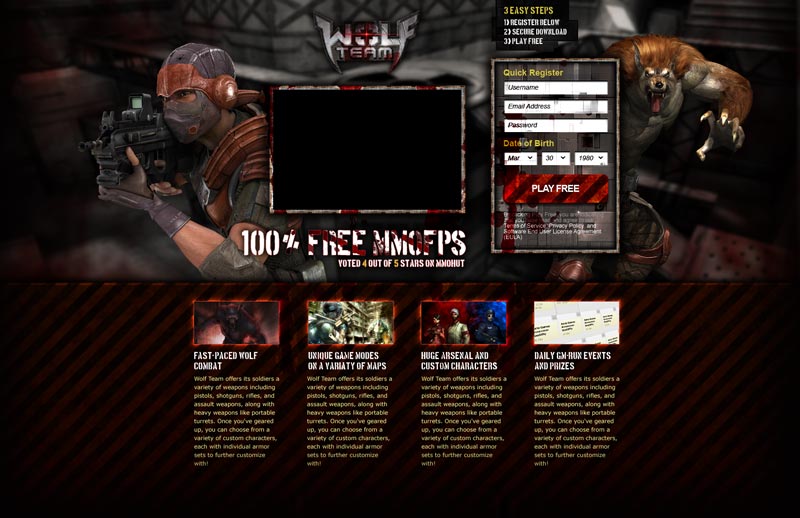 WOLF
TEAM
3 EASY STEPS
1) REGISTER BELOW
2) SECURE DOWNLOAD
3) PLAY FREE
Quick Register
Username
Email Address
Password
Date of Birth
Mar 30 1980
PLAY FREE
Terms of Service, Privacy Policy, and
Software End User License Agreement
(EULA)
100% FREE MMOFPS
VOTED 4 OUT OF 5 STARS ON MMOHUT
FAST-PACED WOLF
COMBAT
Wolf Team offers its soldiers a
variety of weapons including
pistols, shotguns, rifles, and
assault weapons, along with
heavy weapons like portable
turrets. Once you've geared
up, you can choose from a
variety of custom characters,
each with individual armor
sets to further customize
with!
UNIQUE GAME MODES
ON A VARIATY OF MAPS
Wolf Team offers its soldiers a
variety of weapons including
pistols, shotguns, rifles, and
assault weapons, along with
heavy weapons like portable
turrets. Once you've geared
up, you can choose from a
variety of custom characters,
each with individual armor
sets to further customize
with!
HUGE ARSENAL AND
CUSTOM CHARACTERS
Wolf Team offers its soldiers a
variety of weapons including
pistols, shotguns, rifles, and
assault weapons, along with
heavy weapons like portable
turrets. Once you've geared
up, you can choose from a
variety of custom characters,
each with individual armor
sets to further customize
with!
DAILY GM-RUN EVENTS
AND PRIZES
Wolf Team offers its soldiers a
variety of weapons including
pistols, shotguns, rifles, and
assault weapons, along with
heavy weapons like portable
turrets. Once you've geared
up, you can choose from a
variety of custom characters,
each with individual armor
sets to further customize
with!